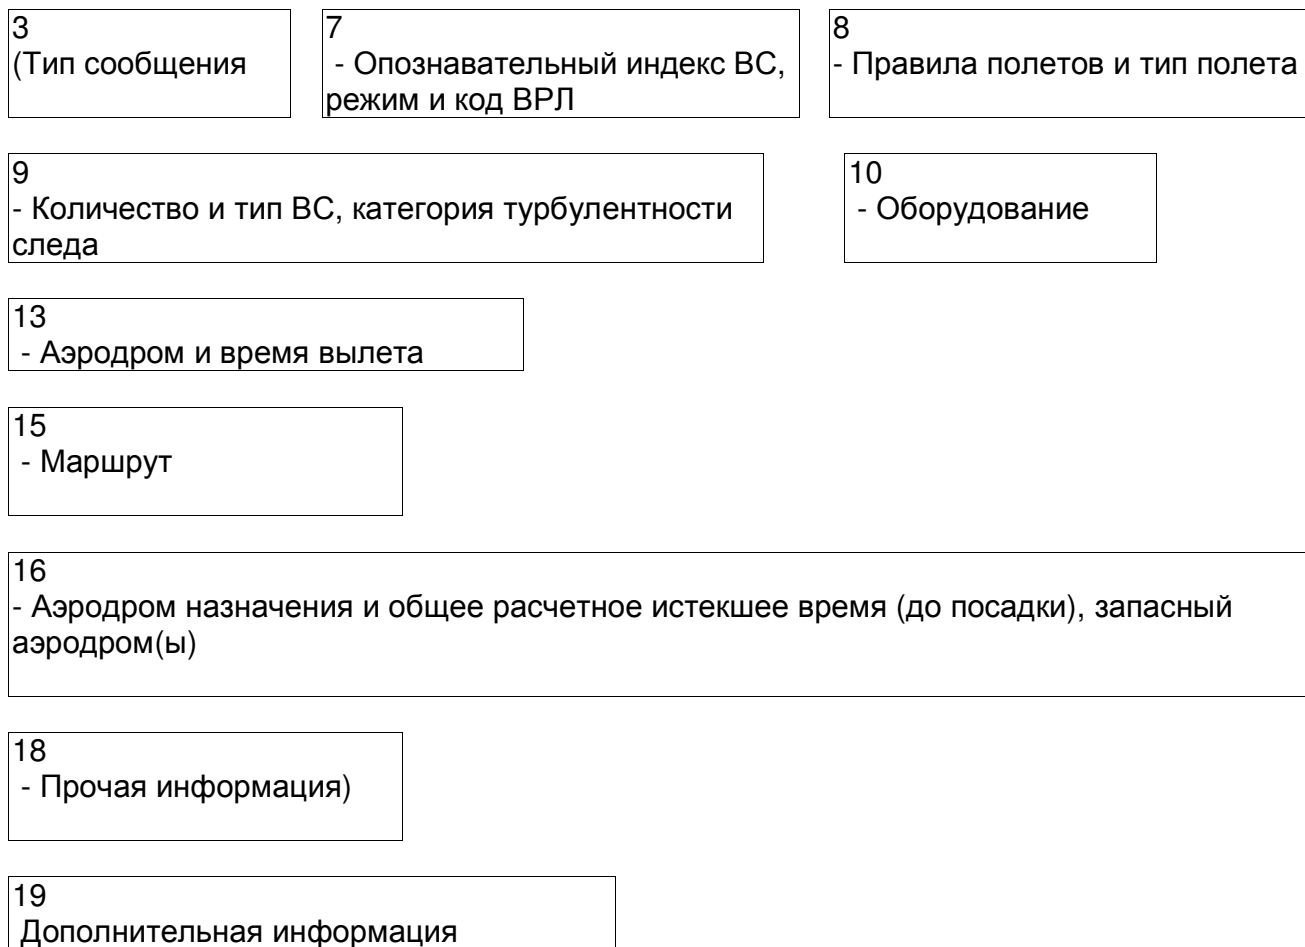 3
(Тип сообщения
7
- Опознавательный индекс ВС,
режим и код ВРЛ
8
- Правила полетов и тип полета
9
- Количество и тип ВС, категория турбулентности
следа
10
- Оборудование
13
- Аэродром и время вылета
15
- Маршрут
16
- Аэродром назначения и общее расчетное истекшее время (до посадки), запасный
аэродром(ы)
18
- Прочая информация)
19
Дополнительная информация